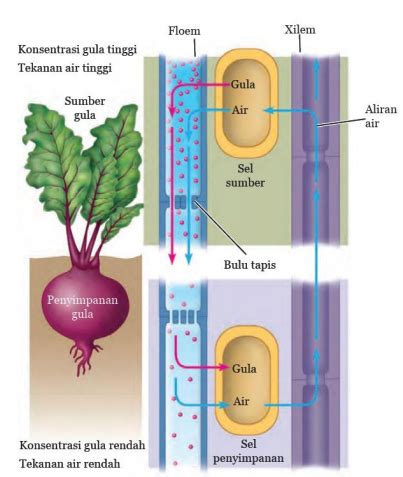 Floem
Xilem
Konsentrasi gula tinggi
Tekanan air tinggi
Sumber
gula
Gula
Air
Aliran
air
Sel
sumber
Bulu tapis
Penyimpanan
gula
Gula
Air
Konsentrasi gula rendah
Tekanan air rendah
Sel
penyimpanan